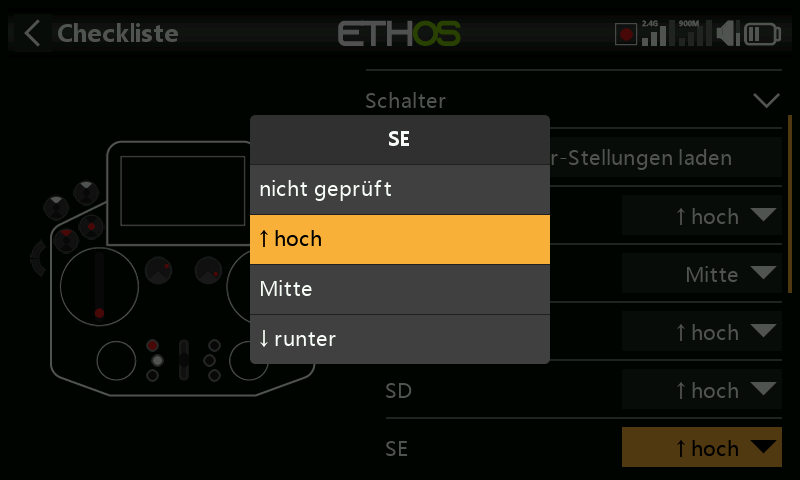 Checkliste
ETHOS
2.4G
900M
Schalter
r-Stellungen laden
SE
nicht geprüft
↑ hoch
Mitte
↓ runter
↑ hoch
Mitte
↑ hoch
SD
↑ hoch
SE
↑ hoch